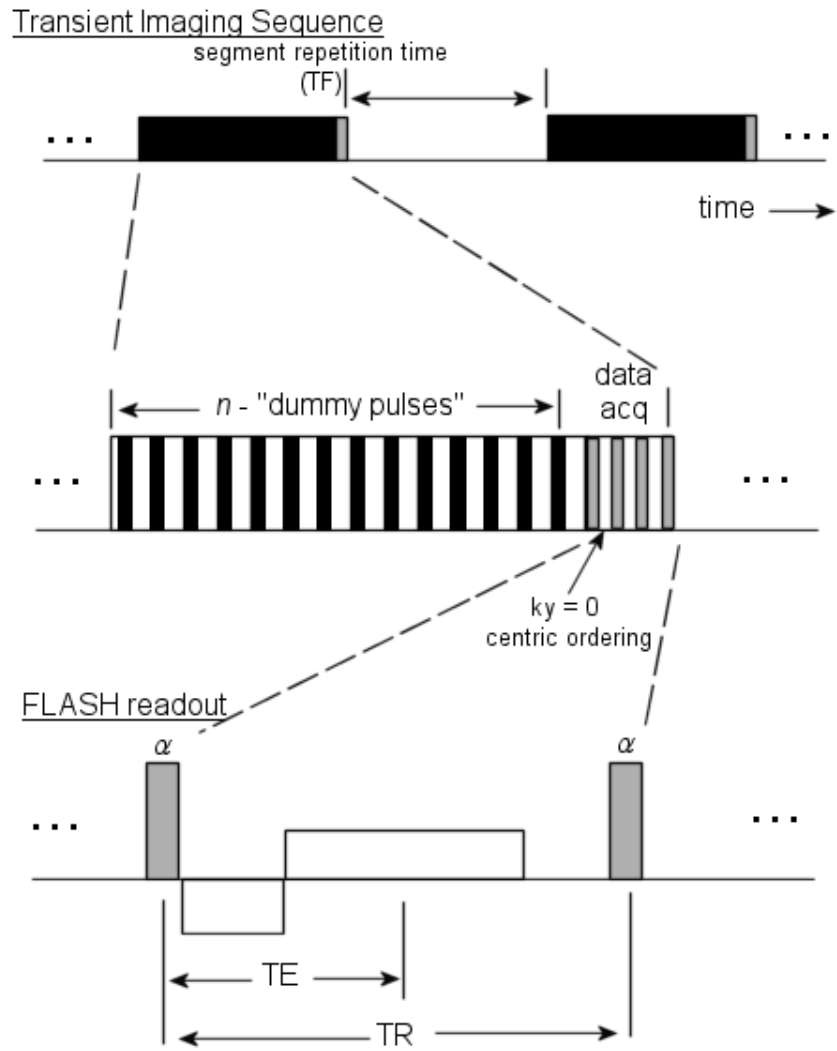 Transient Imaging Sequence
segment repetition time
(TF)
...
...
time
n - "dummy pulses"
data
acq
...
...
ky = 0
centric ordering
FLASH readout
α
α
...
...
TE
TR